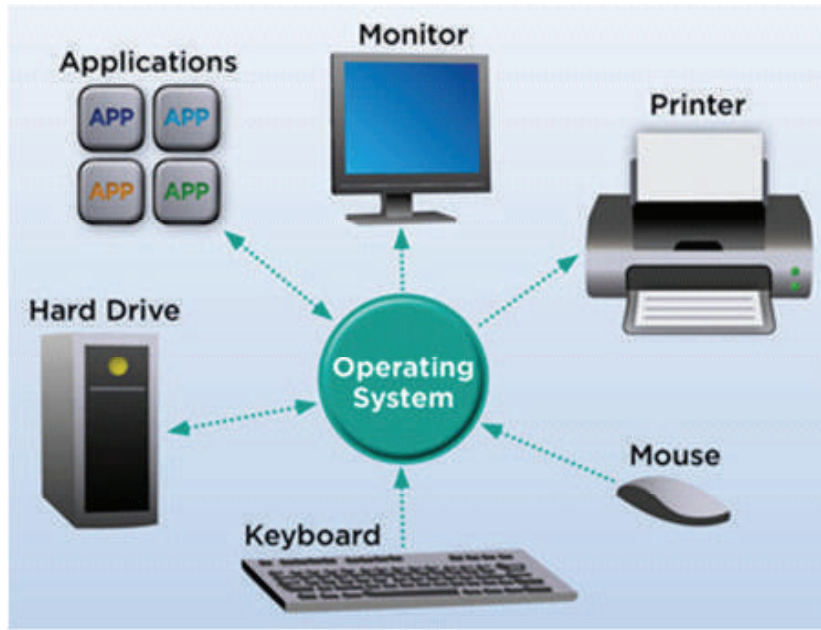 Monitor
Applications
APP APP
APP APP
Printer
Hard Drive
Operating
System
Mouse
Keyboard